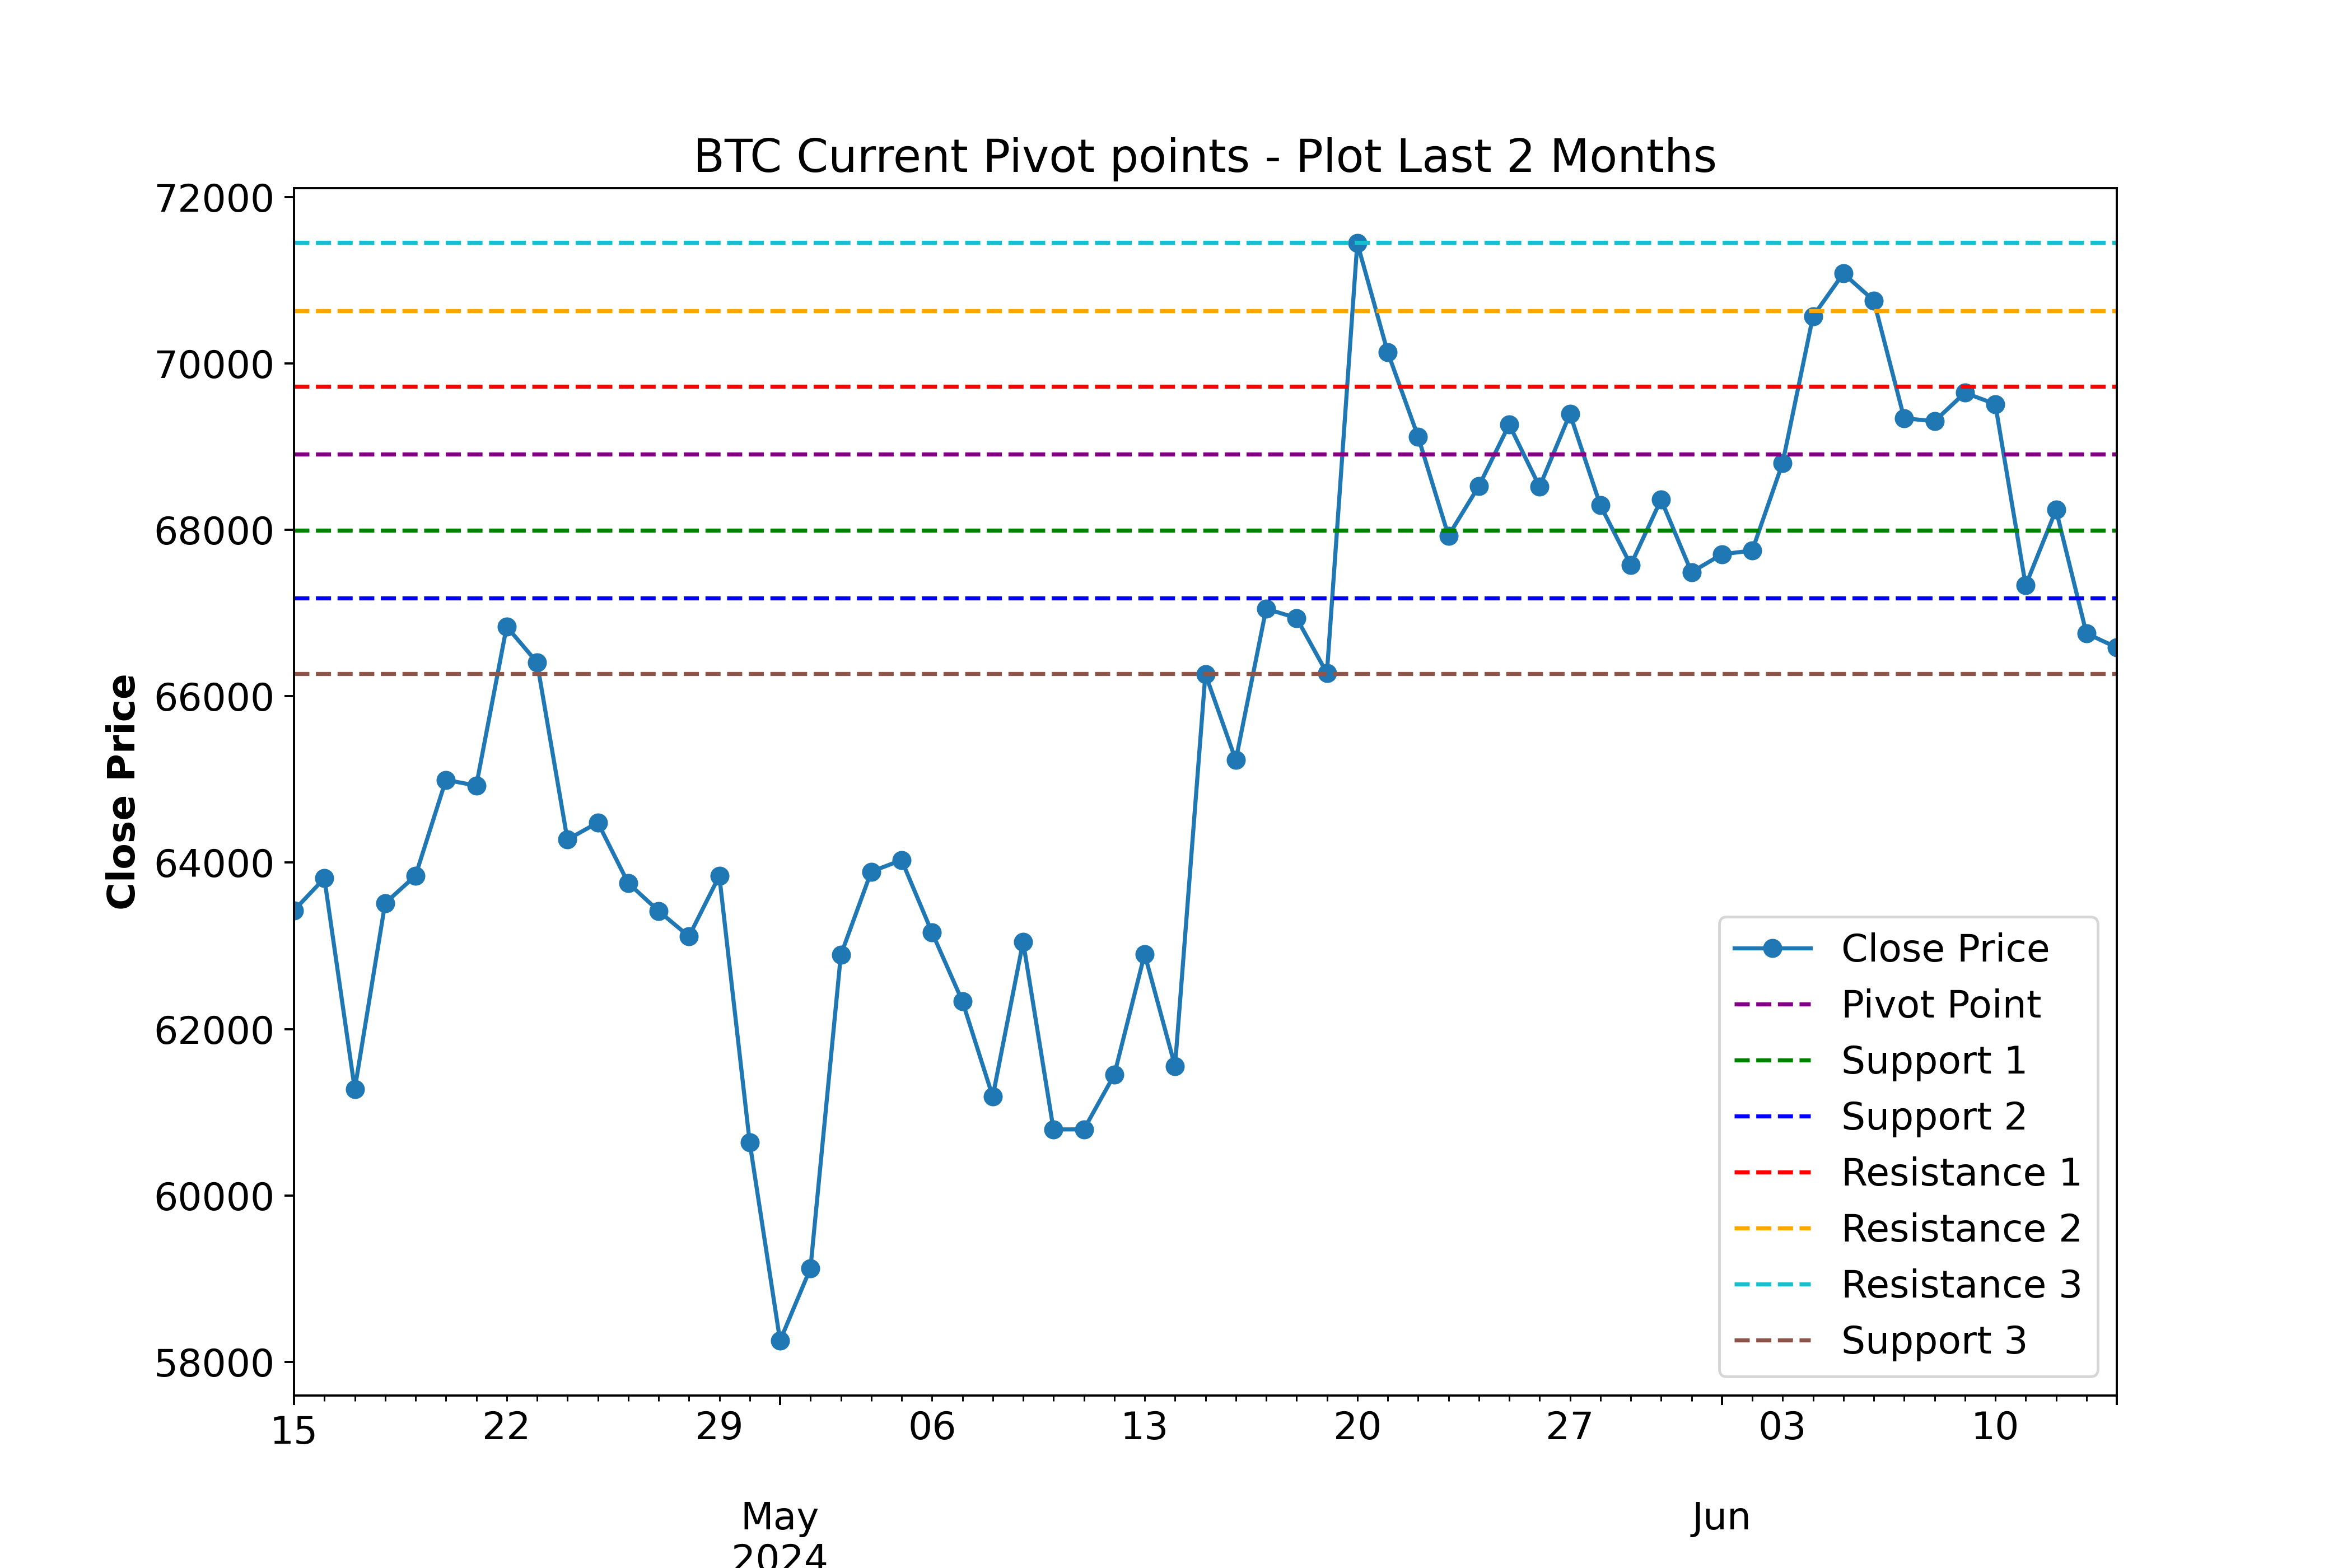 BTC Current Pivot points - Plot Last 2 Months
72000
70000
68000
66000
64000
62000
60000
58000
Close Price
Close Price
Pivot Point
Support 1
Support 2
Resistance 1
Resistance 2
Resistance 3
Support 3
15 22 29 06 13 20 27 03 10
May Jun
2024